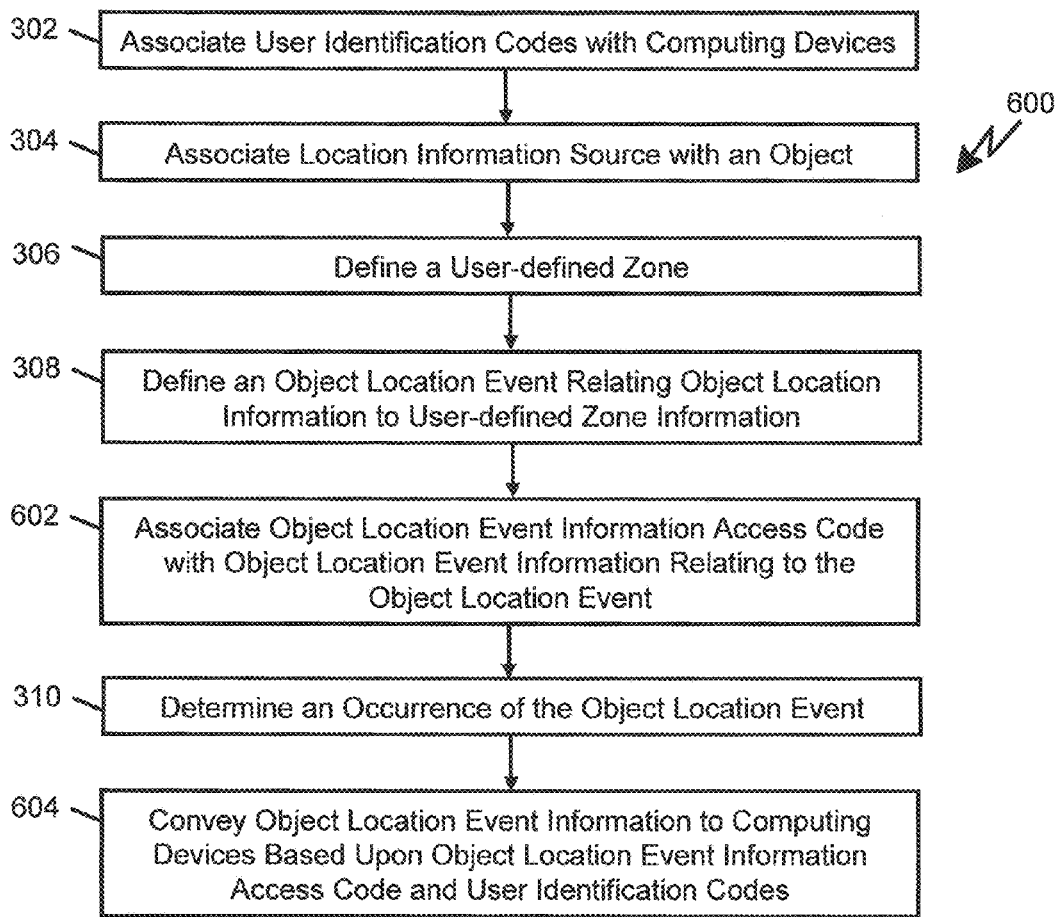 302
Associate User Identification Codes with Computing Devices
600
304
Associate Location Information Source with an Object
306
Define a User-defined Zone
308
Define an Object Location Event Relating Object Location
Information to User-defined Zone Information
602
Associate Object Location Event Information Access Code
with Object Location Event Information Relating to the
Object Location Event
310
Determine an Occurrence of the Object Location Event
604
Convey Object Location Event Information to Computing
Devices Based Upon Object Location Event Information
Access Code and User Identification Codes